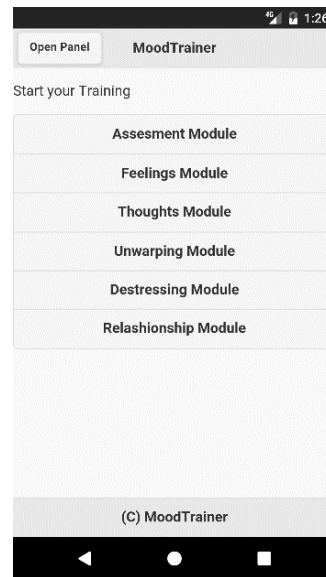 4G 1:26
Open Panel MoodTrainer
Start your Training
Assesment Module
Feelings Module
Thoughts Module
Unwarping Module
Destressing Module
Relashionship Module
(C) MoodTrainer